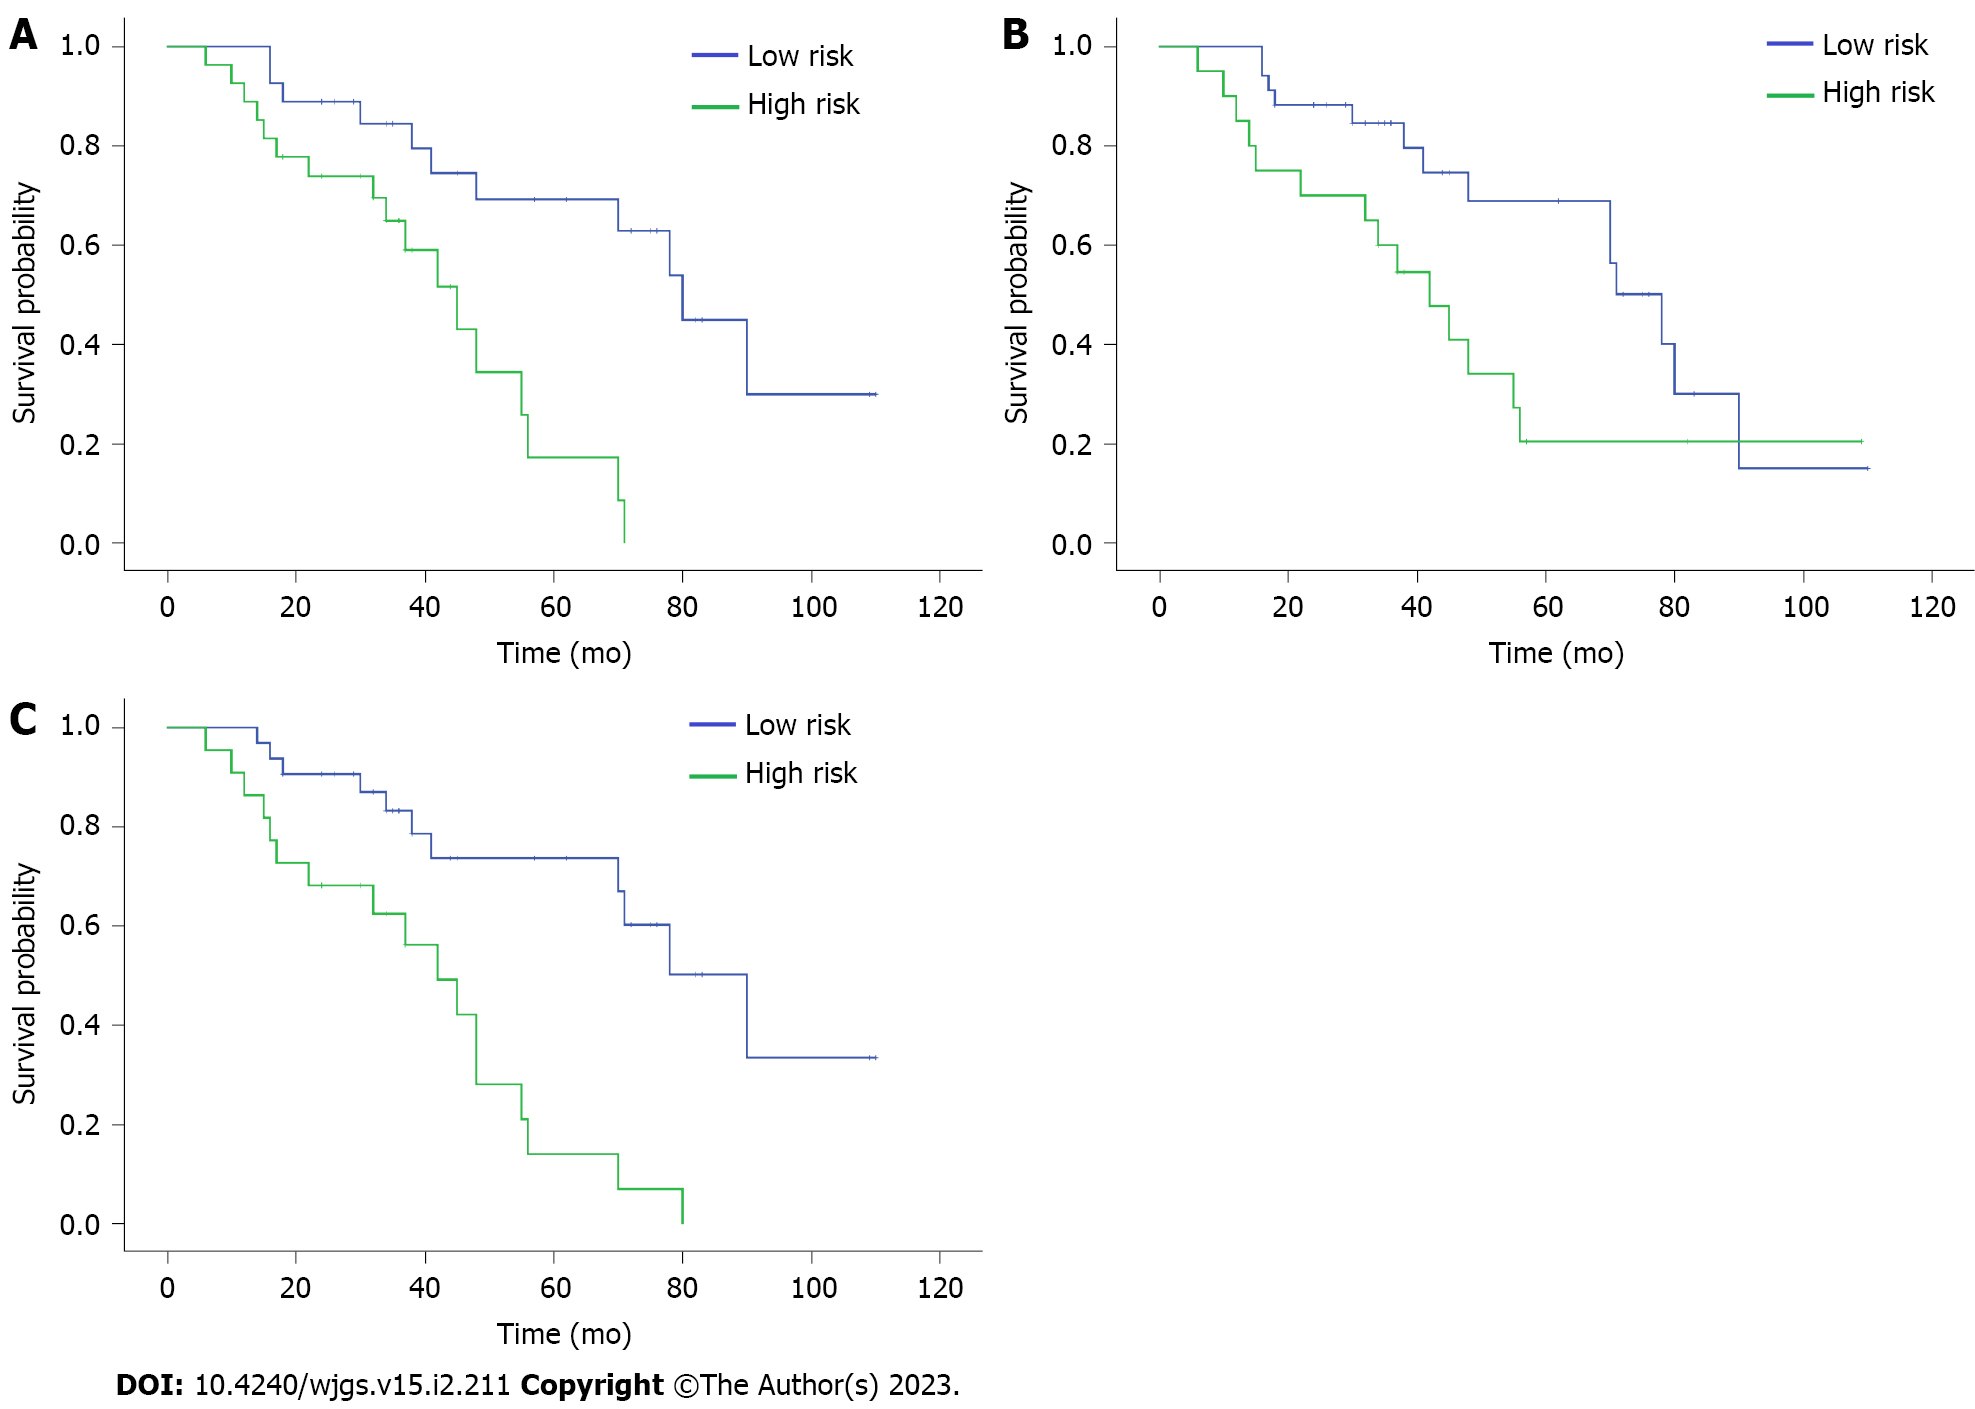 A
1.0
0.8
0.6
0.4
0.2
0.0
Survival probability
Low risk
High risk
0 20 40 60 80 100 120
Time (mo)
B
1.0
0.8
0.6
0.4
0.2
0.0
Survival probability
Low risk
High risk
0 20 40 60 80 100 120
Time (mo)
C
1.0
0.8
0.6
0.4
0.2
0.0
Survival probability
Low risk
High risk
0 20 40 60 80 100 120
Time (mo)
DOI: 10.4240/wjgs.v15.i2.211 Copyright ©The Author(s) 2023.